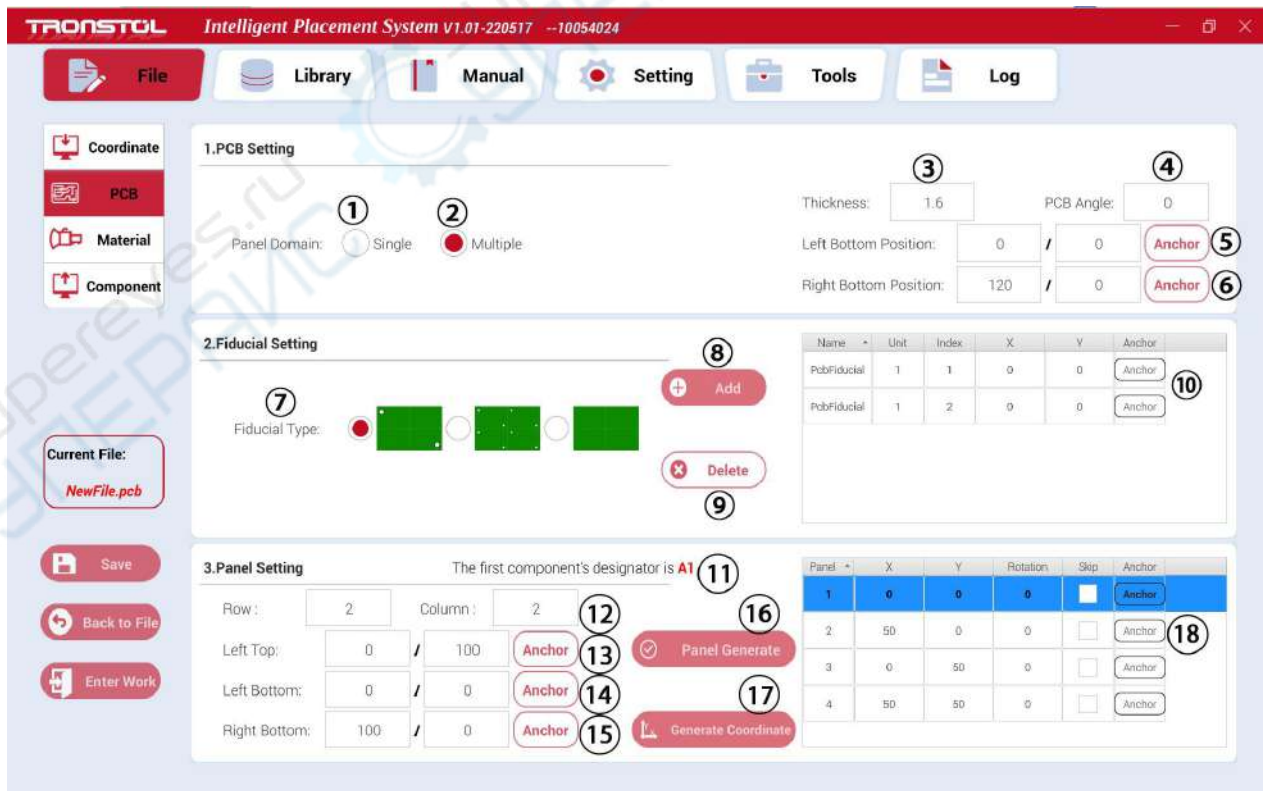 TRONSTOL Intelligent Placement System V1.01-220517 --10054024
File Library Manual Setting Tools Log
Coordinate
PCB
Material
Component
1.PCB Setting
③ ④
Thickness: 1.6 PCB Angle: 0
① ②
Panel Domain: Single Multiple
Left Bottom Position: 0 / 0 Anchor ⑤
Right Bottom Position: 120 / 0 Anchor ⑥
2.Fiducial Setting
⑧
Add
⑦
Fiducial Type:
Delete
⑨
Name Unit Index X Y Anchor
PcbFiducial 1 1 0 0 Anchor
⑩
PcbFiducial 1 2 0 0 Anchor
Current File:
NewFile.pcb
Save
Back to File
Enter Work
3.Panel Setting The first component's designator is A1 ⑪
Row : 2 Column : 2 ⑫
Left Top: 0 / 100 Anchor ⑬
Left Bottom: 0 / 0 Anchor ⑭
Right Bottom: 100 / 0 Anchor ⑮
⑯
Panel Generate
⑰
Generate Coordinate
Panel X Y Rotation Skip Anchor
1 0 0 0 Anchor
2 50 0 0 Anchor ⑱
3 0 50 0 Anchor
4 50 50 0 Anchor
supereyes.ru
СУПЕРАЙС